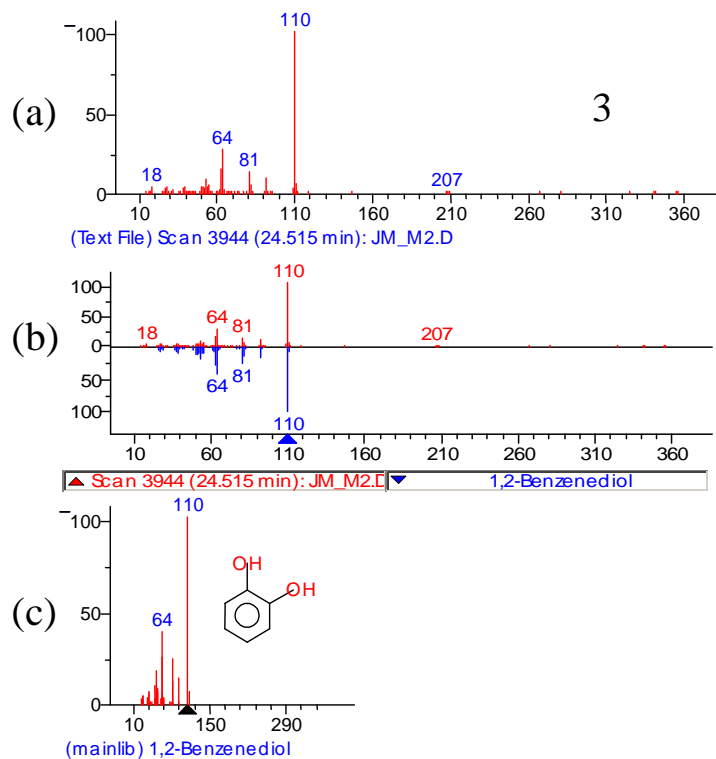 (a)
3
100
50
0
110
64
81
18
207
10 60 110 160 210 260 310 360
(Text File) Scan 3944 (24.515 min): JM_M2.D
(b)
100
50
0
50
100
110
64
81
18
207
64
81
110
10 60 110 160 210 260 310 360
Scan 3944 (24.515 min): JM_M2.D
1,2-Benzenediol
(c)
100
50
0
110
64
OH
OH
10 150 290
(mainlib) 1,2-Benzenediol